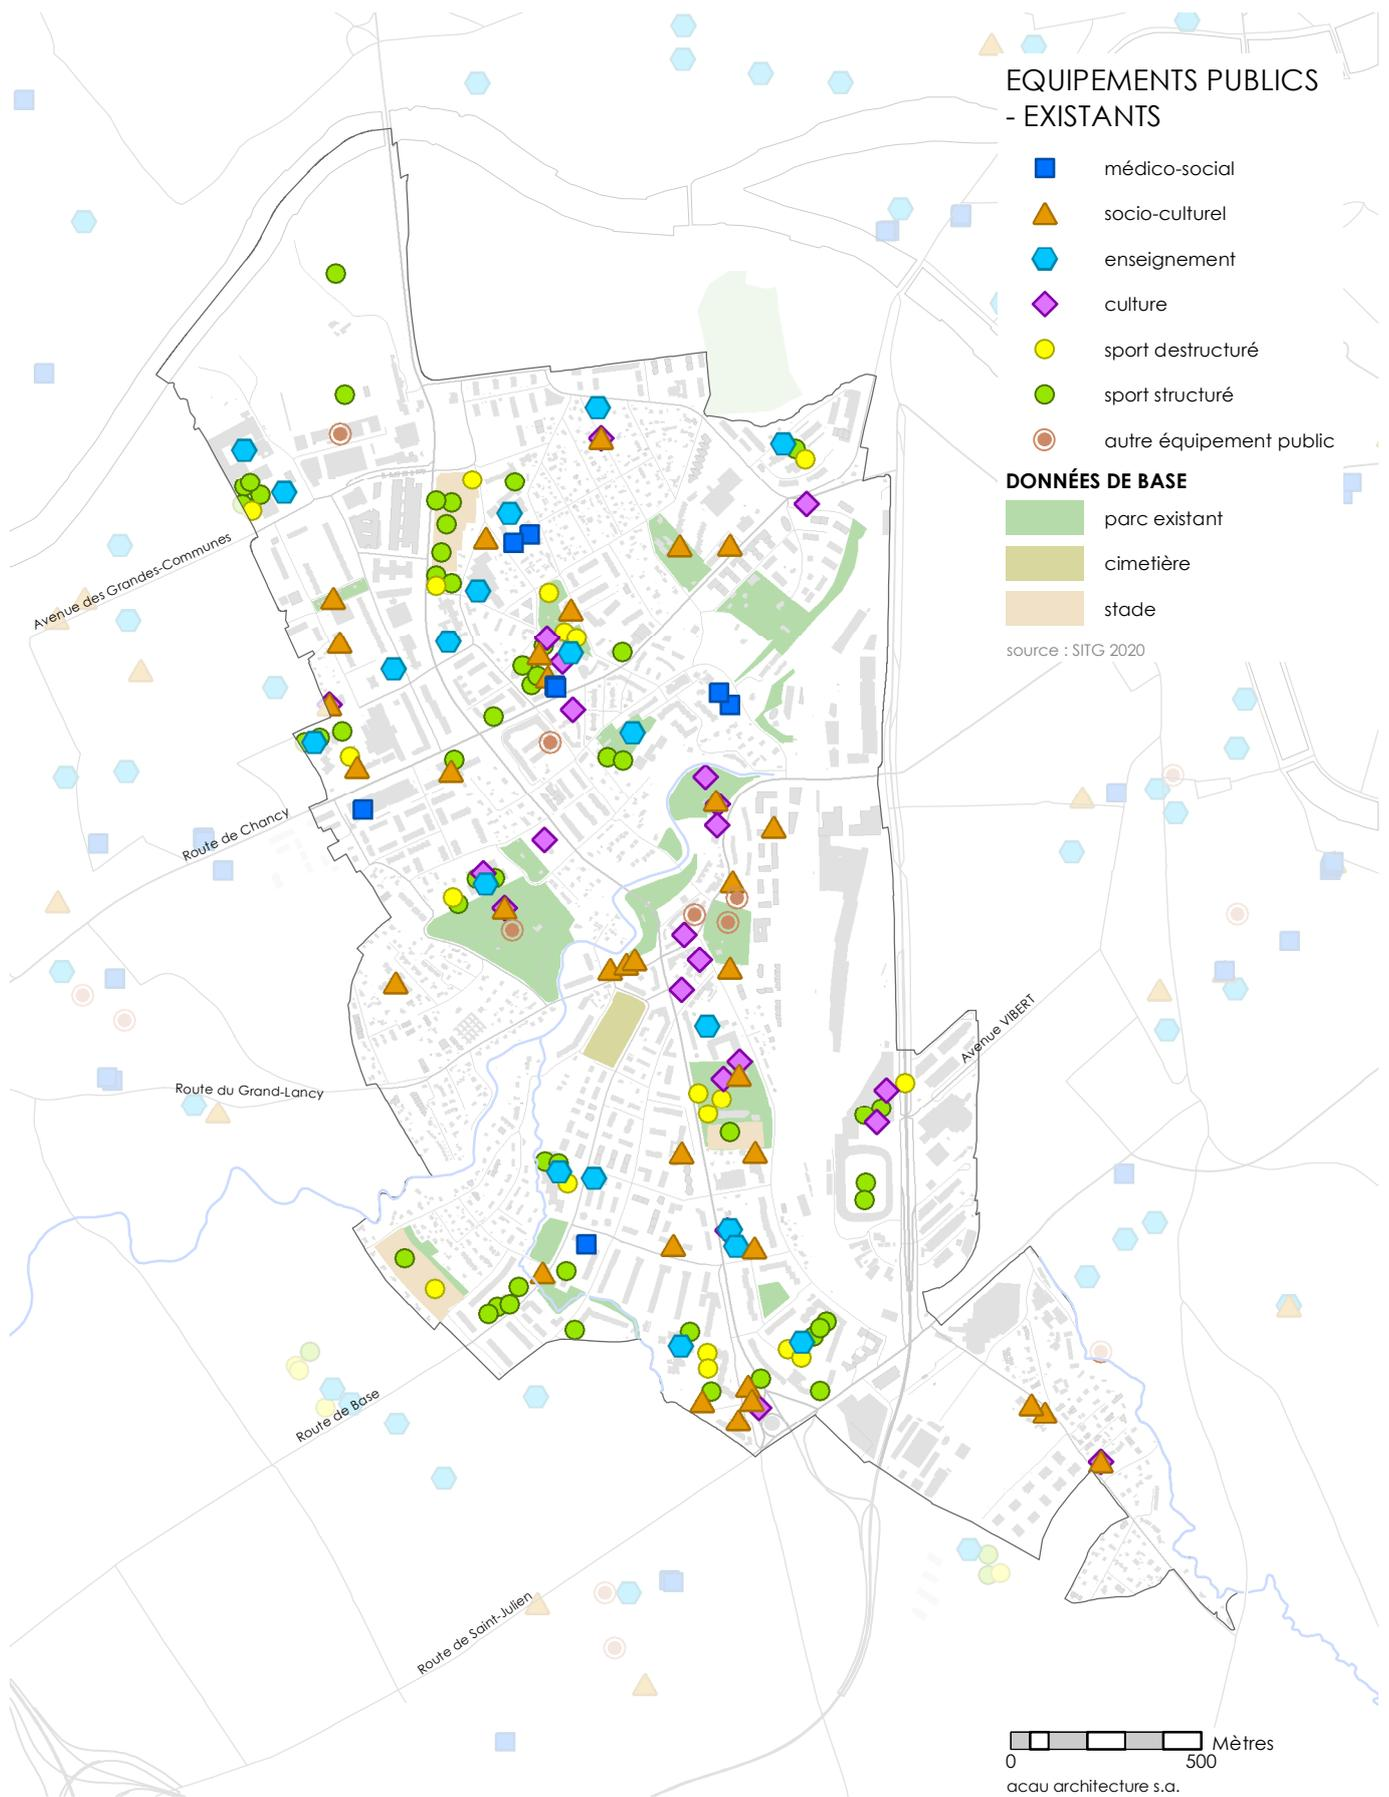 EQUIPEMENTS PUBLICS
- EXISTANTS
médico-social
socio-culturel
enseignement
culture
sport destructuré
sport structuré
autre équipement public
DONNÉES DE BASE
parc existant
cimetière
stade
source : SITG 2020
Avenue des Grandes-Communes
Route de Chancy
Avenue VIBERT
Route du Grand-Lancy
Route de Base
Route de Saint-Julien
Mètres
0 500
acau architecture s.a.